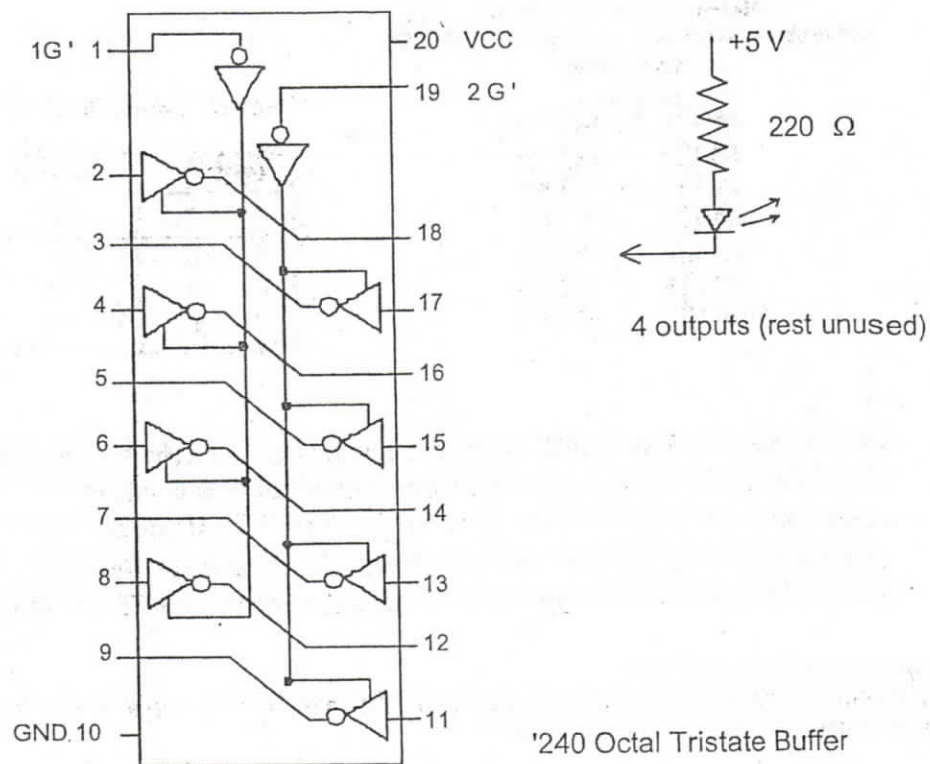 1G' 1
20 VCC
19 2G'
2
18
3
17
4
16
5
15
6
14
7
13
8
12
9
11
GND.10
+5 V
220 Ω
4 outputs (rest unused)
'240 Octal Tristate Buffer